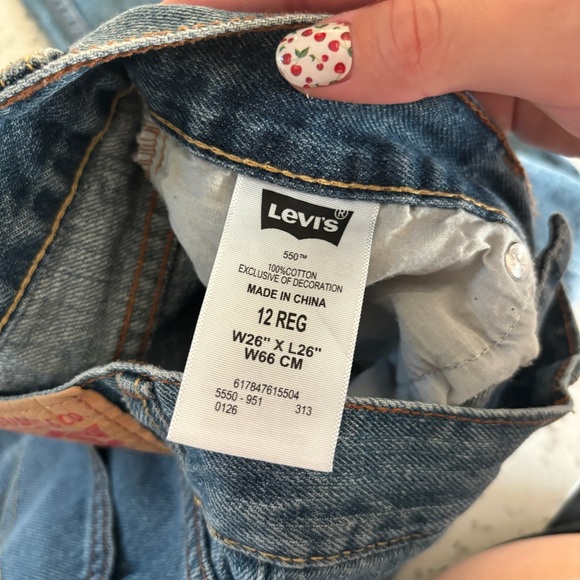 Levi's®
550™
100%COTTON
EXCLUSIVE OF DECORATION
MADE IN CHINA
12 REG
W26" X L26"
W66 CM
617847615504
5550 - 951 313
0126